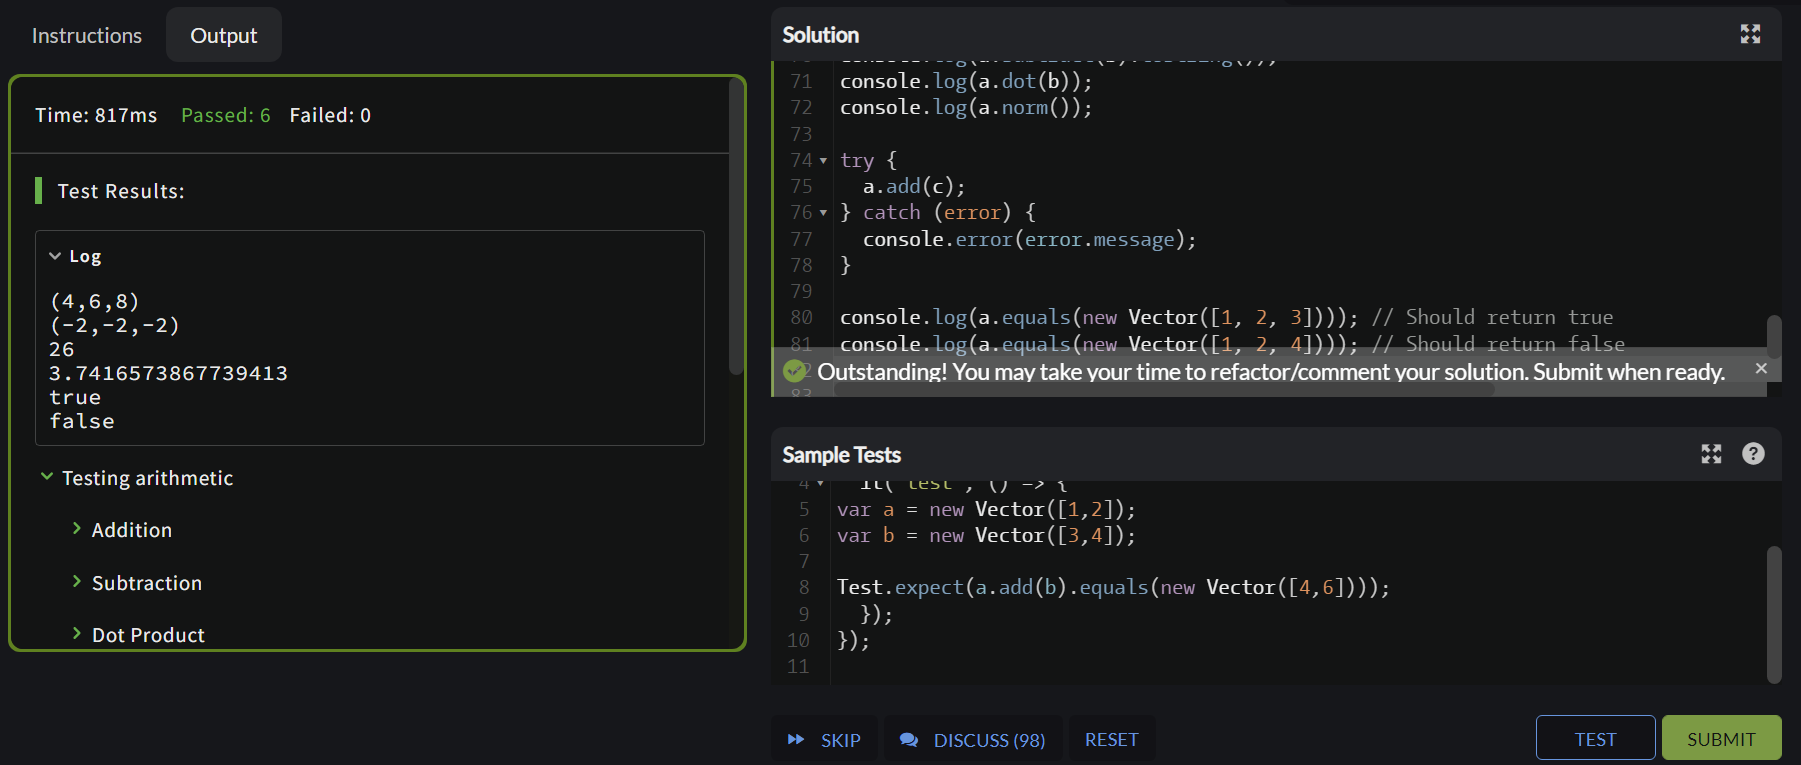 Instructions
Output
Time: 817ms Passed: 6 Failed: 0
Test Results:
Log
(4,6,8)
(-2,-2,-2)
26
3.7416573867739413
true
false
Testing arithmetic
Addition
Subtraction
Dot Product
Solution
71 console.log(a.dot(b));
72 console.log(a.norm());
73
74 try {
75 a.add(c);
76 } catch (error) {
77 console.error(error.message);
78 }
79
80 console.log(a.equals(new Vector([1, 2, 3]))); // Should return true
81 console.log(a.equals(new Vector([1, 2, 4]))); // Should return false
Outstanding! You may take your time to refactor/comment your solution. Submit when ready.
83
Sample Tests
4 it("test", () => {
5 var a = new Vector([1,2]);
6 var b = new Vector([3,4]);
7
8 Test.expect(a.add(b).equals(new Vector([4,6])));
9 });
10 });
11
SKIP
DISCUSS (98)
RESET
TEST
SUBMIT